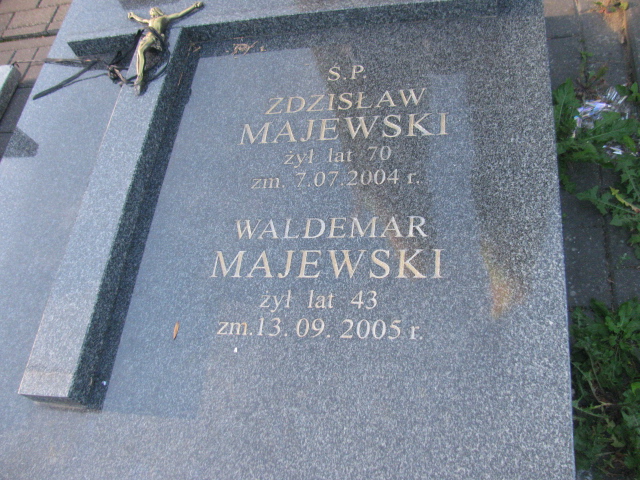 Ś.P.
ZDZISŁAW
MAJEWSKI
żył lat 70
zm. 7.07.2004 r.
WALDEMAR
MAJEWSKI
żył lat 43
zm. 13. 09. 2005 r.